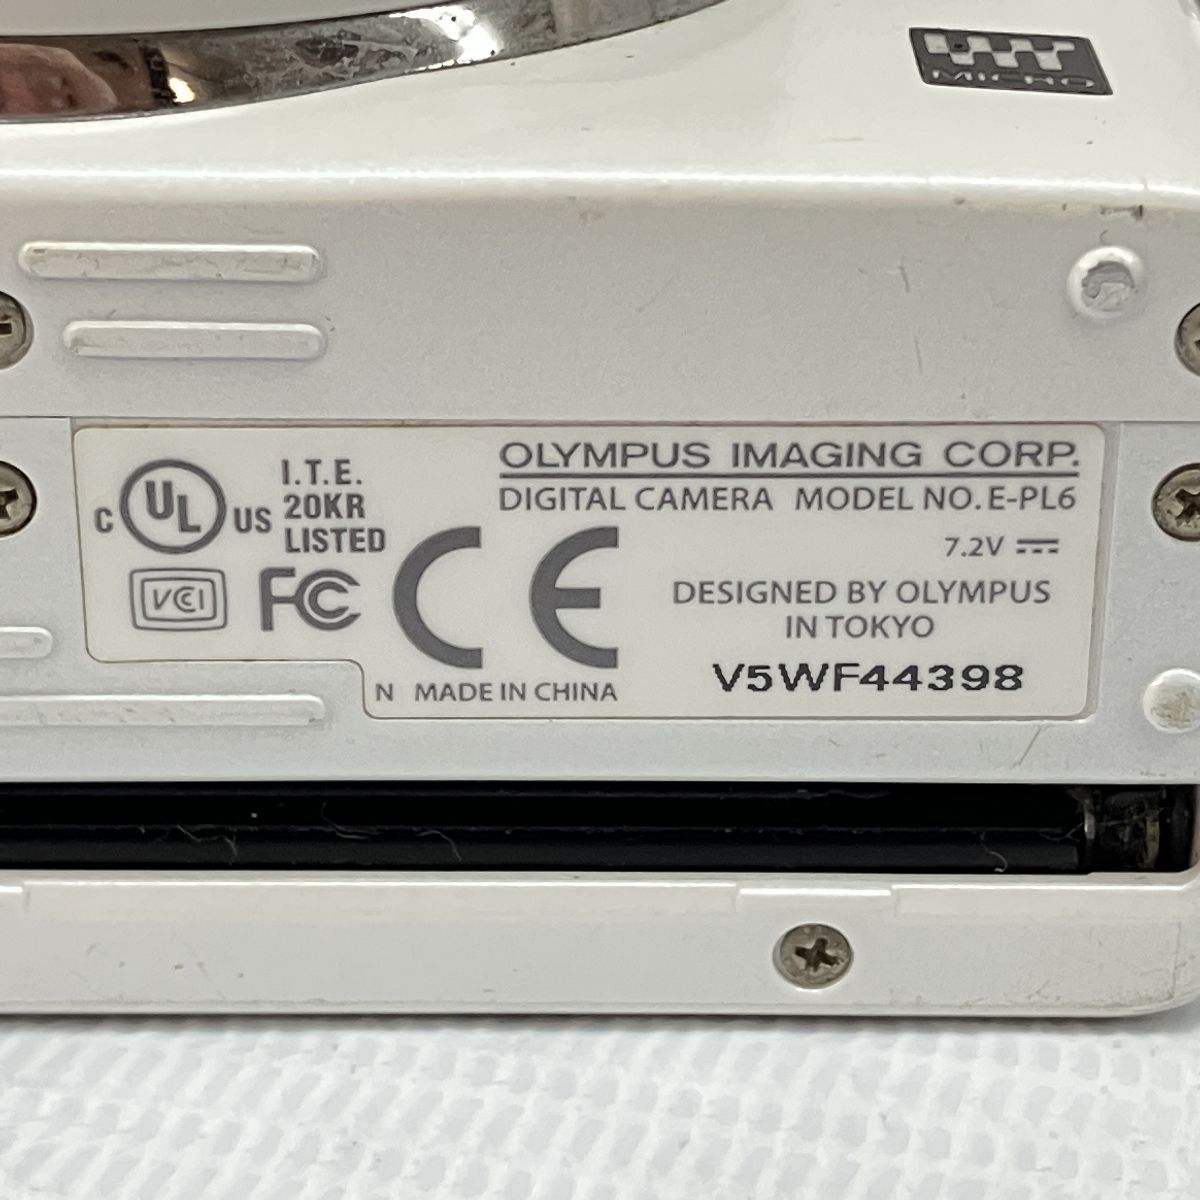 MICRO
C UL US
I.T.E.
20KR
LISTED
VCI
FC
CE
N MADE IN CHINA
OLYMPUS IMAGING CORP.
DIGITAL CAMERA MODEL NO. E-PL6
7.2V
DESIGNED BY OLYMPUS
IN TOKYO
V5WF44398